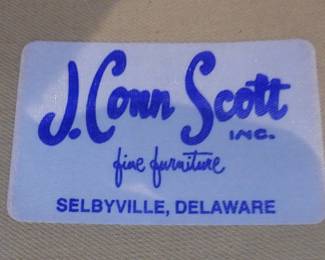 J. Conn Scott
INC.
fine furniture
SELBYVILLE, DELAWARE